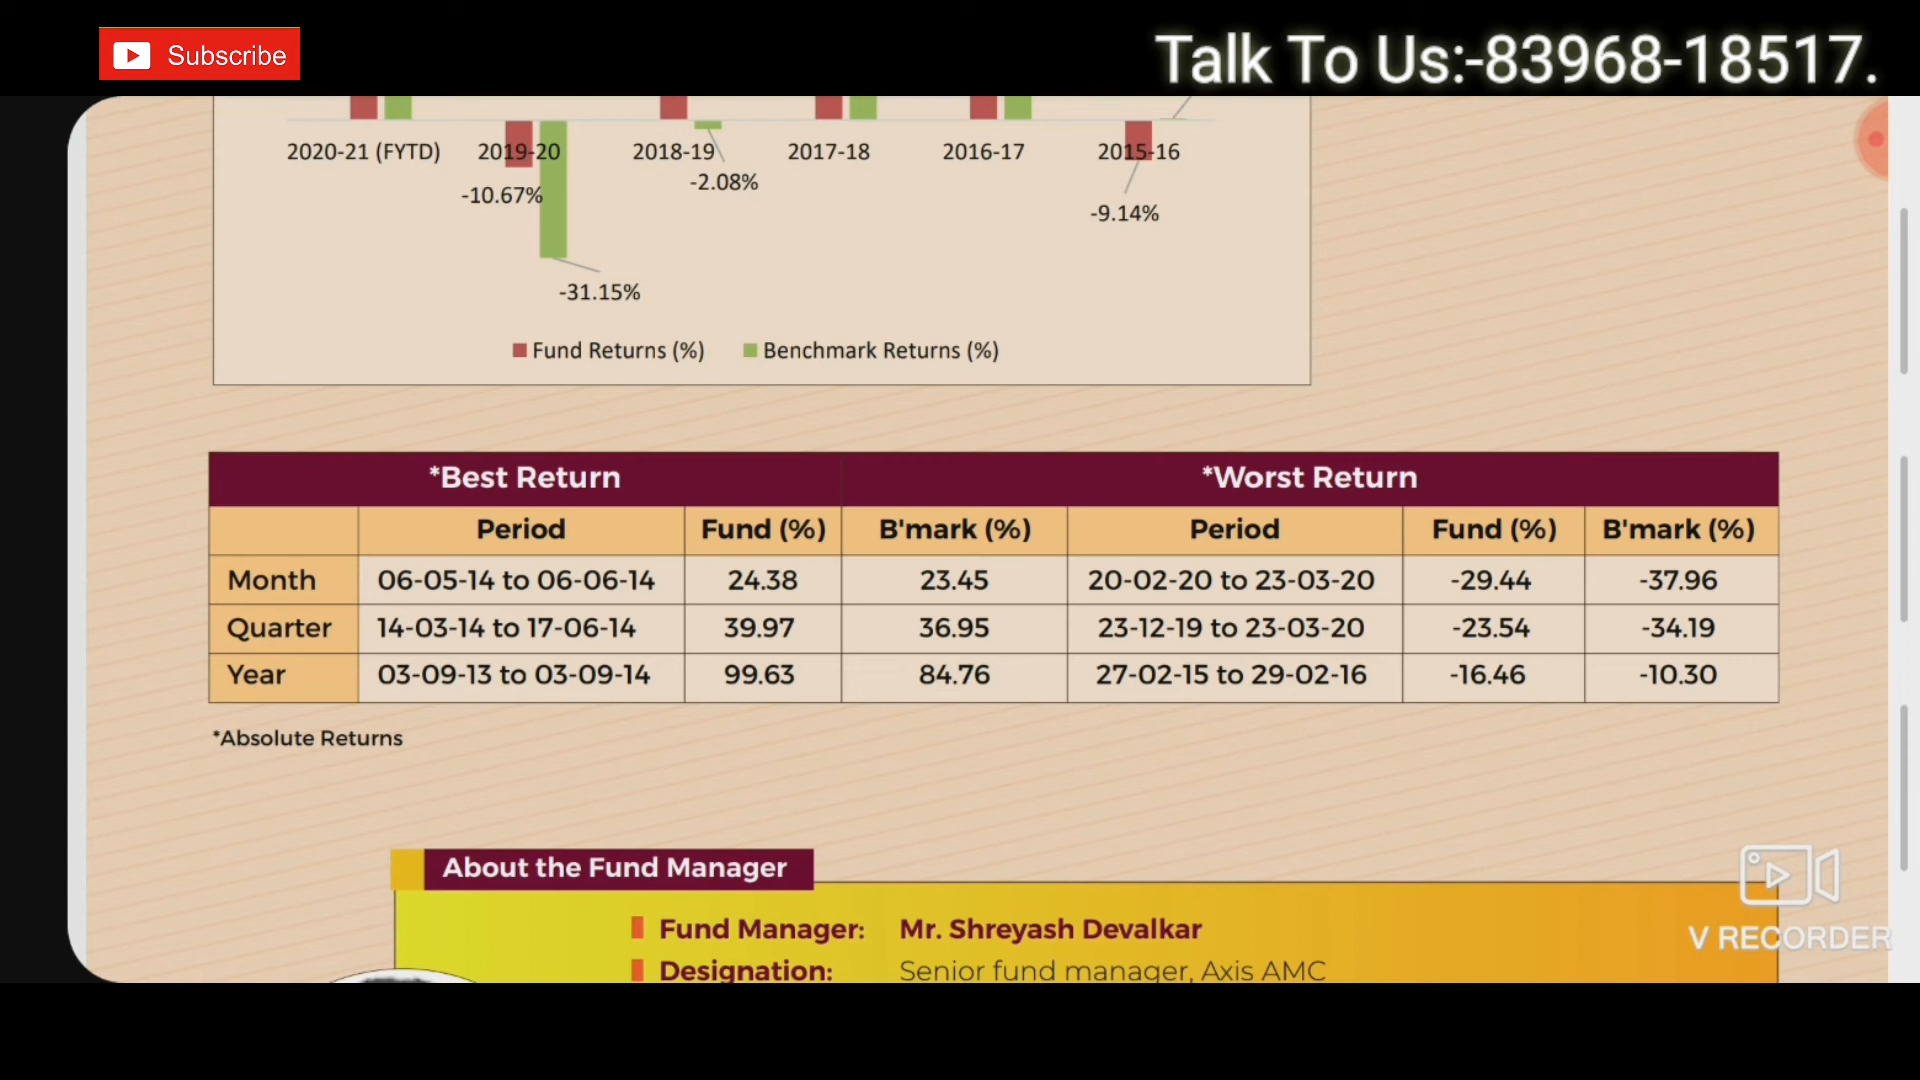 Subscribe
Talk To Us:-83968-18517.
2020-21 (FYTD) 2019-20 2018-19 2017-18 2016-17 2015-16
-10.67% -2.08% -9.14%
-31.15%
Fund Returns (%) Benchmark Returns (%)
*Best Return *Worst Return
Period Fund (%) B'mark (%) Period Fund (%) B'mark (%)
Month 06-05-14 to 06-06-14 24.38 23.45 20-02-20 to 23-03-20 -29.44 -37.96
Quarter 14-03-14 to 17-06-14 39.97 36.95 23-12-19 to 23-03-20 -23.54 -34.19
Year 03-09-13 to 03-09-14 99.63 84.76 27-02-15 to 29-02-16 -16.46 -10.30
*Absolute Returns
About the Fund Manager
Fund Manager: Mr. Shreyash Devalkar
V RECORDER
Designation: Senior fund manager, Axis AMC